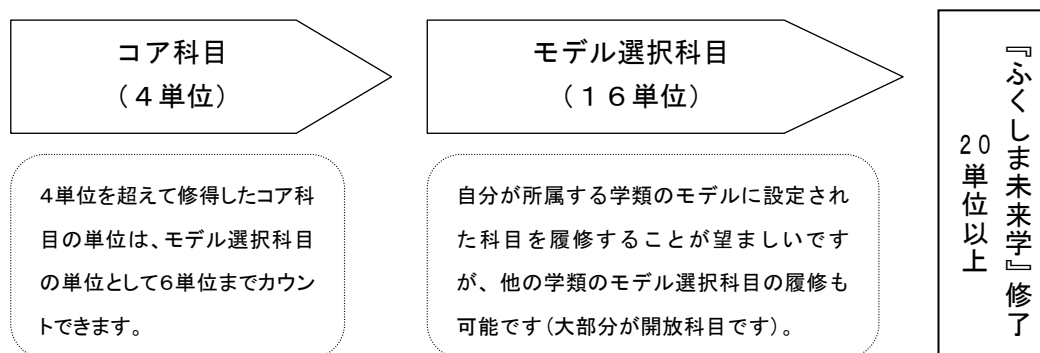 コア科目
（４単位）
モデル選択科目
（１６単位）
４単位を超えて修得したコア科
目の単位は、モデル選択科目
の単位として６単位までカウン
トできます。
自分が所属する学類のモデルに設定され
た科目を履修することが望ましいです
が、他の学類のモデル選択科目の履修も
可能です（大部分が開放科目です）。
『ふくしま未来学』修了
20単位以上